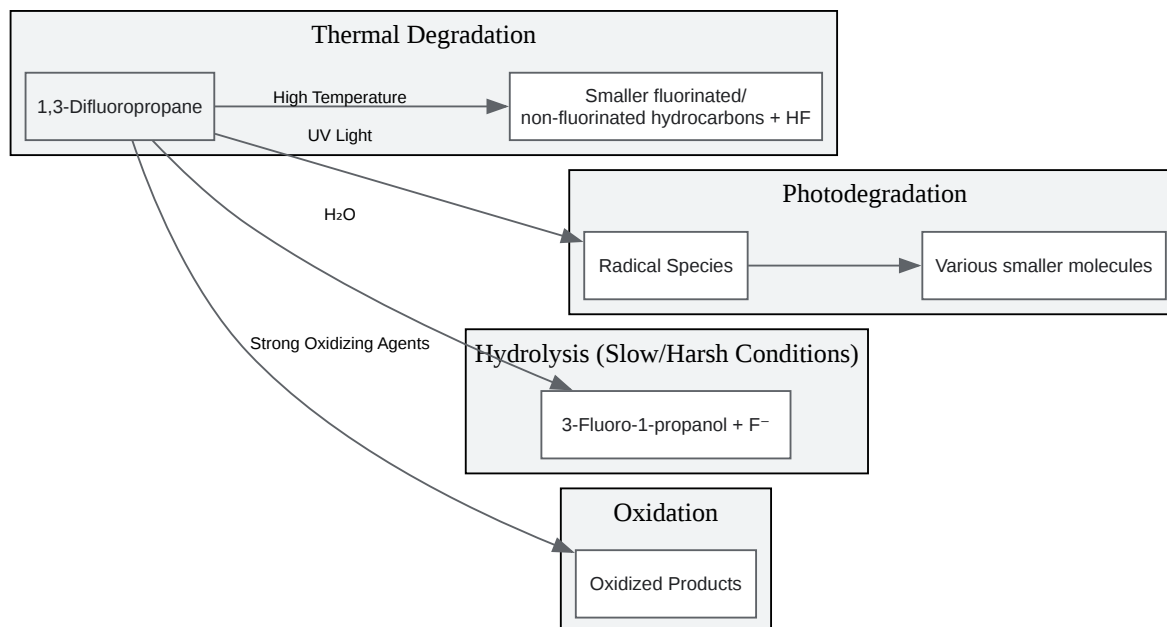 Thermal Degradation
1,3-Difluoropropane
High Temperature
Smaller fluorinated/
non-fluorinated hydrocarbons + HF
UV Light
Photodegradation
H₂O
Radical Species
Various smaller molecules
Strong Oxidizing Agents
Hydrolysis (Slow/Harsh Conditions)
3-Fluoro-1-propanol + F⁻
Oxidation
Oxidized Products